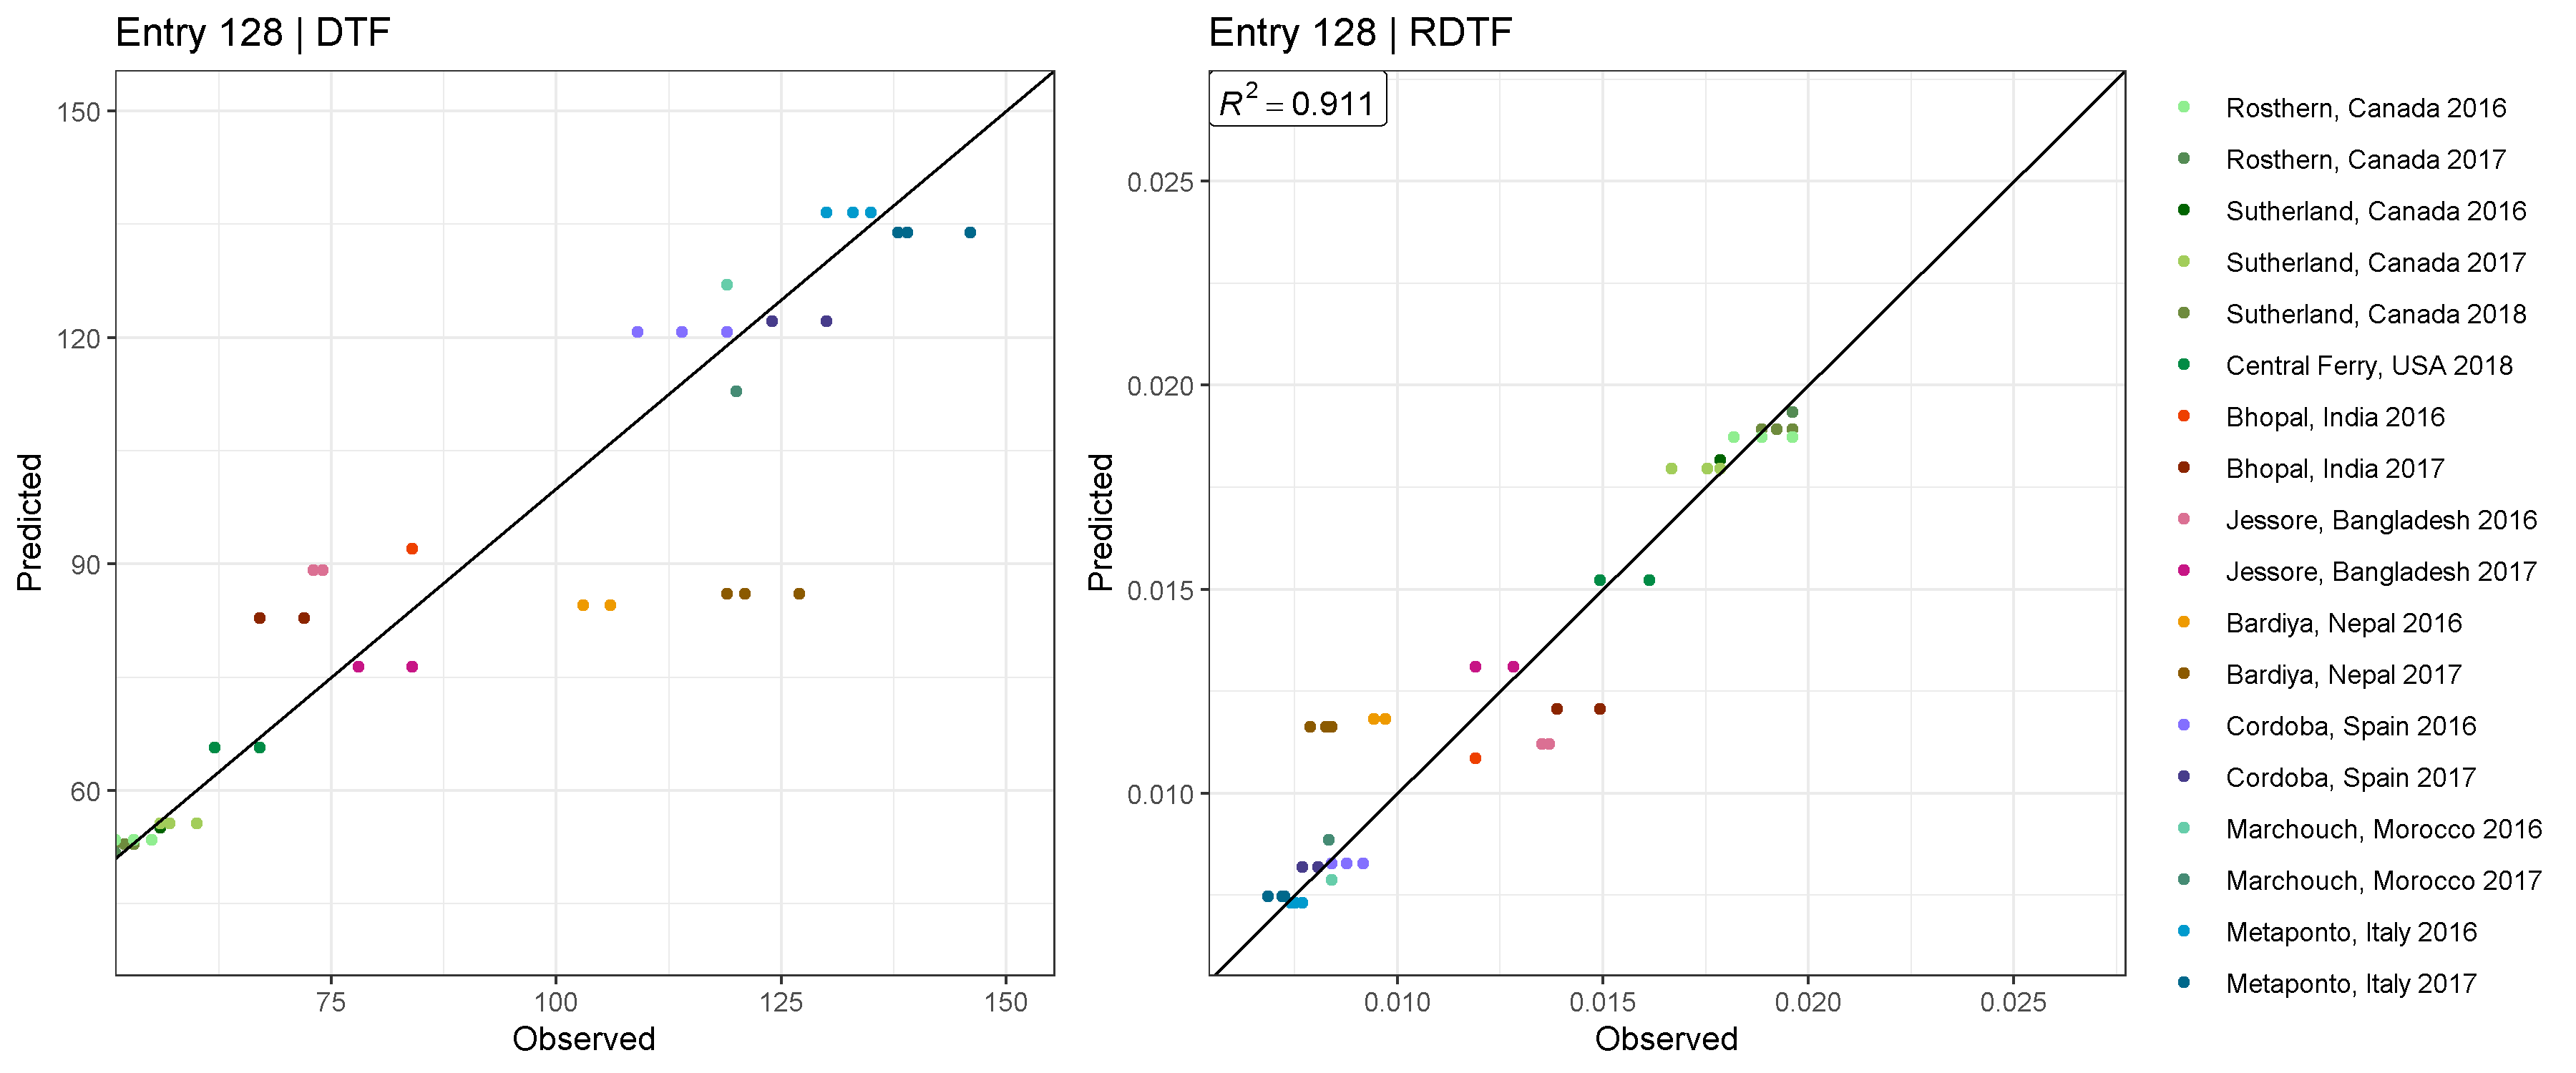 Entry 128 | DTF
150
120
90
60
Predicted
75
100
125
150
Observed
Entry 128 | RDTF
R² = 0.911
0.025
0.020
0.015
0.010
Predicted
0.010
0.015
0.020
0.025
Observed
Rosthern, Canada 2016
Rosthern, Canada 2017
Sutherland, Canada 2016
Sutherland, Canada 2017
Sutherland, Canada 2018
Central Ferry, USA 2018
Bhopal, India 2016
Bhopal, India 2017
Jessore, Bangladesh 2016
Jessore, Bangladesh 2017
Bardiya, Nepal 2016
Bardiya, Nepal 2017
Cordoba, Spain 2016
Cordoba, Spain 2017
Marchouch, Morocco 2016
Marchouch, Morocco 2017
Metaponto, Italy 2016
Metaponto, Italy 2017